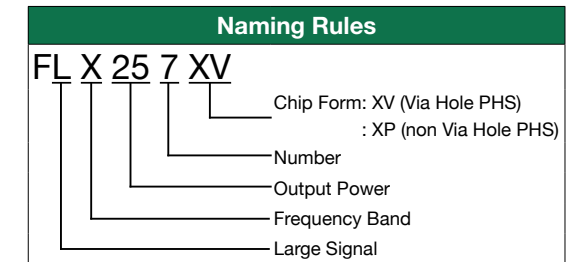 Naming Rules
FL X 25 7 XV
Chip Form: XV (Via Hole PHS)
: XP (non Via Hole PHS)
Number
Output Power
Frequency Band
Large Signal